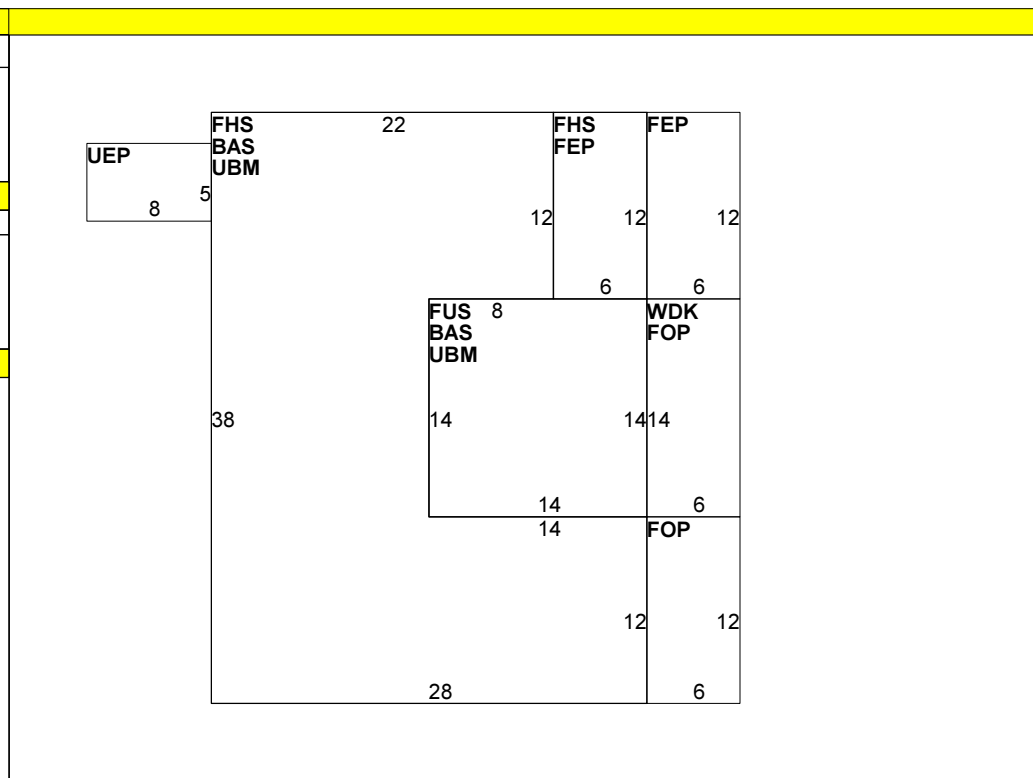 FHS 22 FHS FEP
BAS FEP
UEP
UBM
5
8
12 12 12
6 6
FUS 8 WDK
BAS FOP
UBM
38 14 14 14
14 6
14 FOP
12 12
28 6